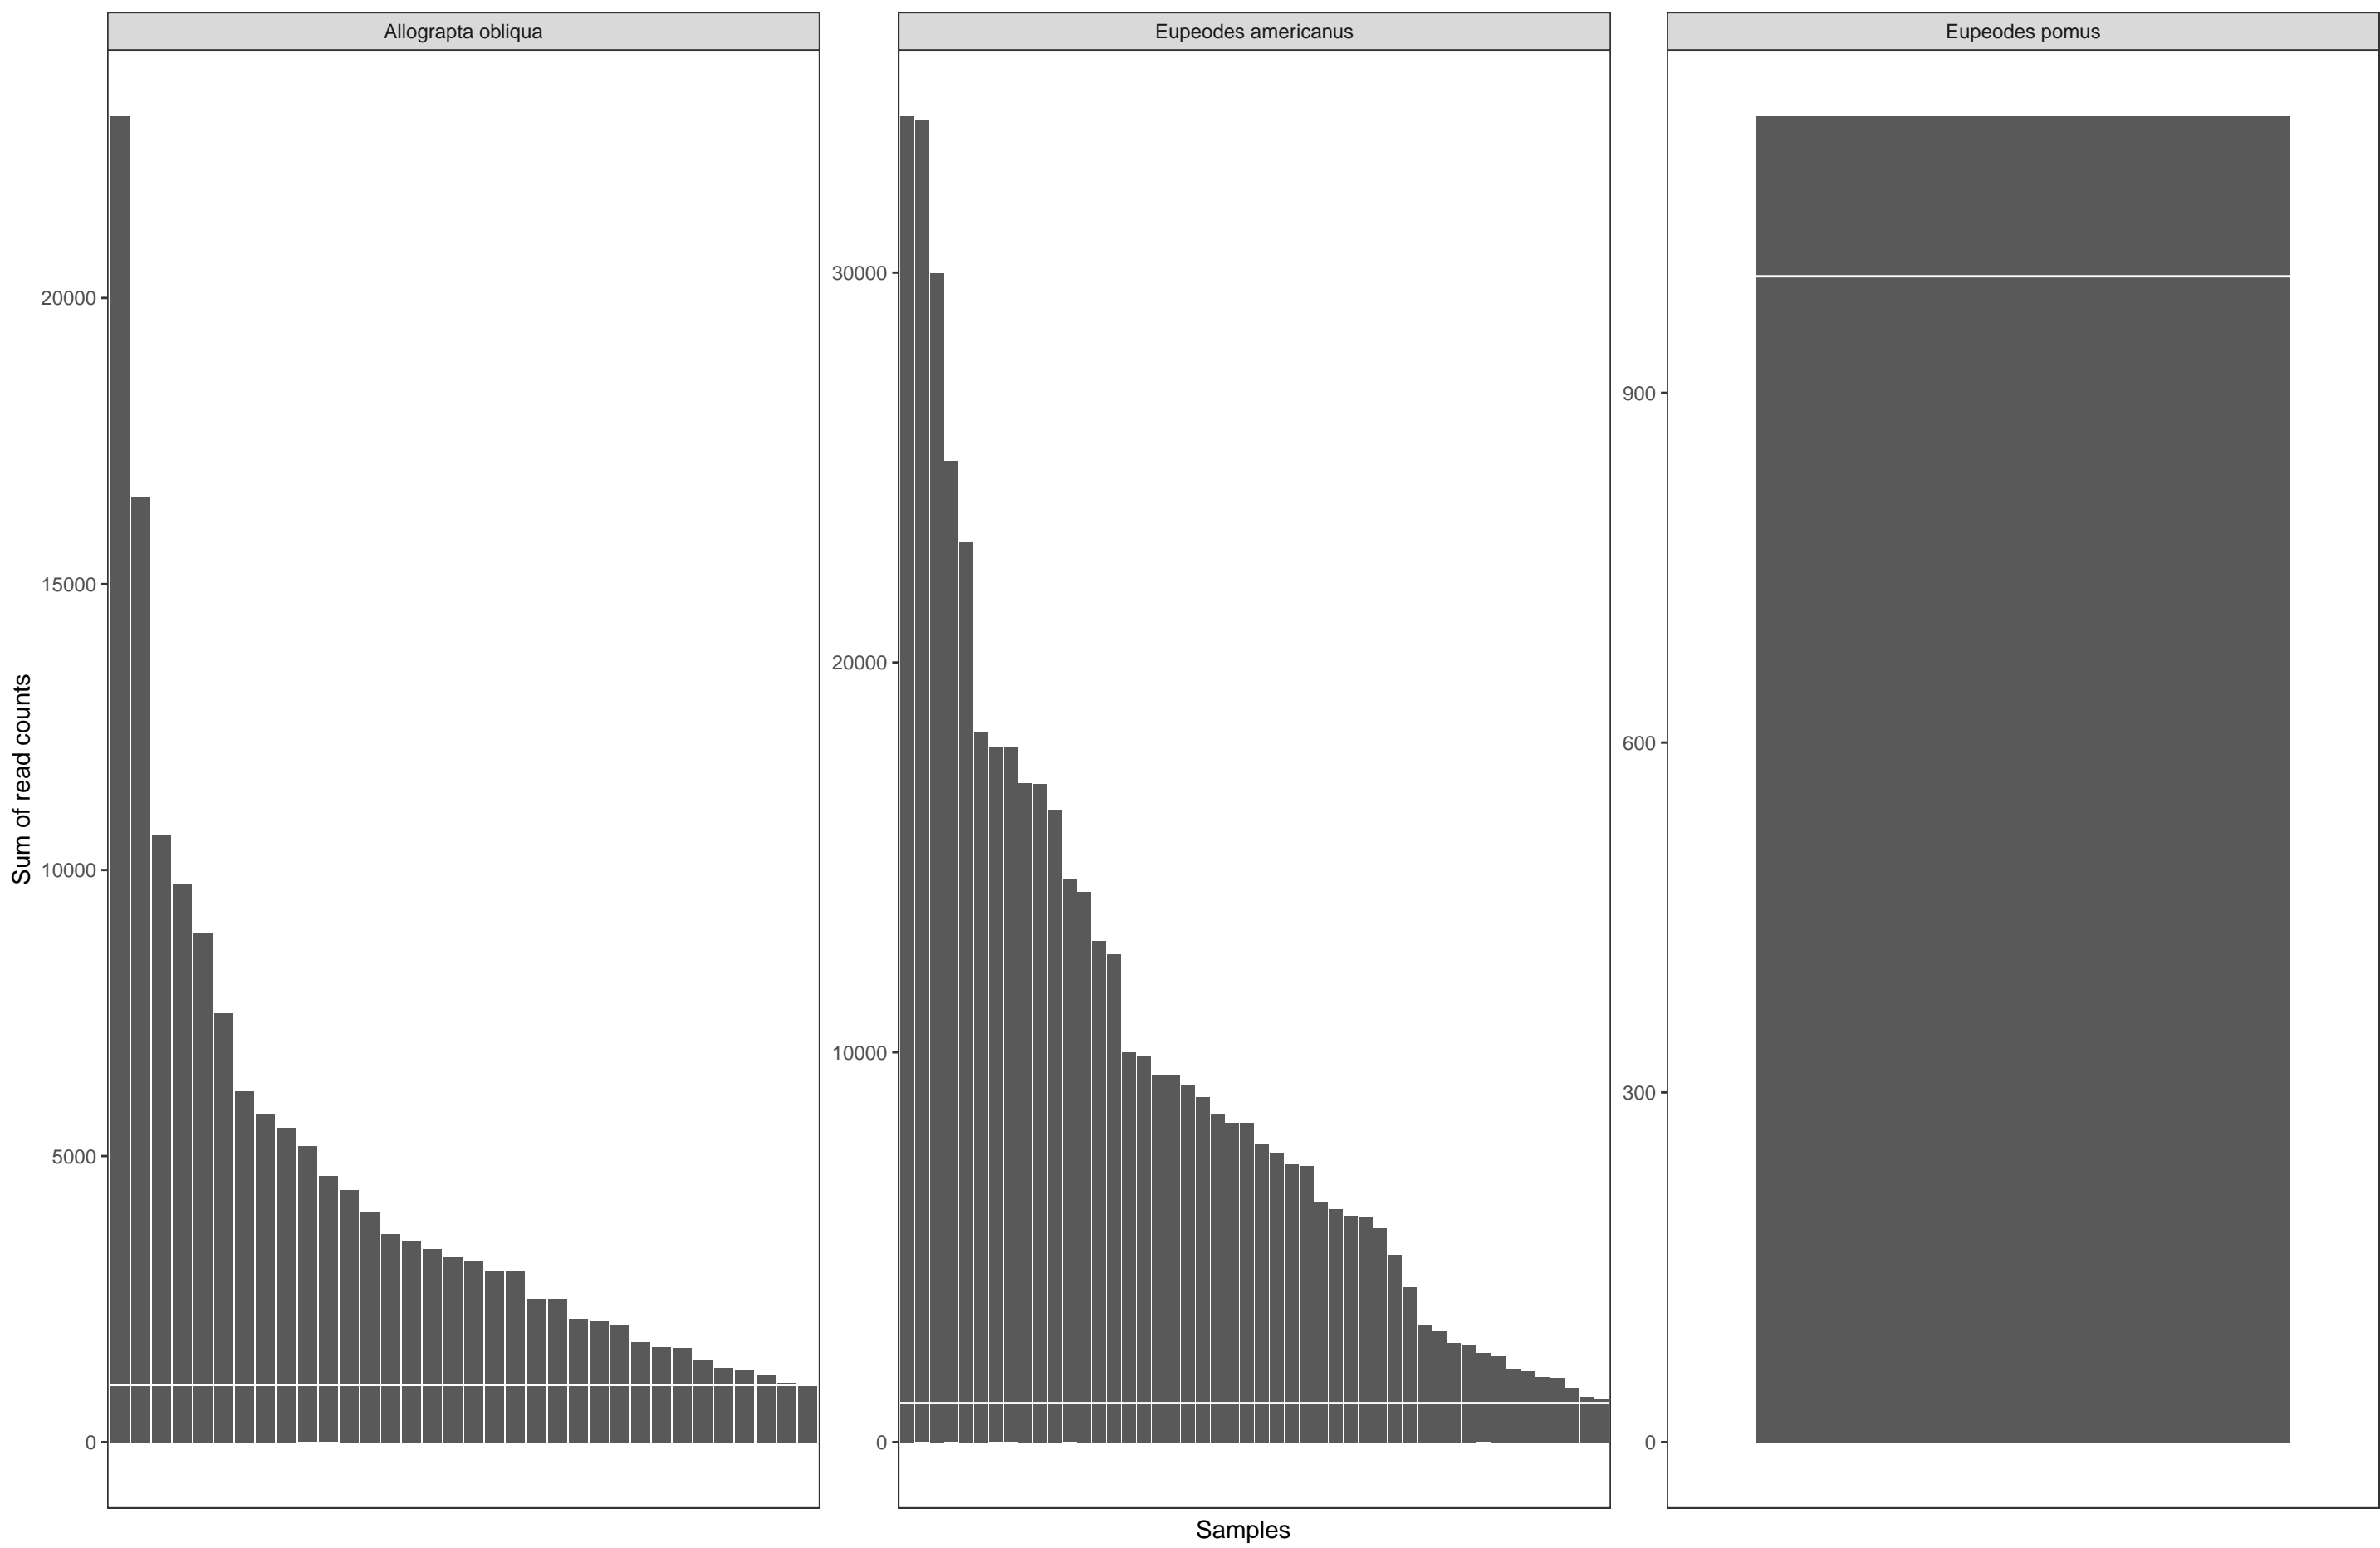 Allograpta obliqua
Eupeodes americanus
Eupeodes pomus
Sum of read counts
20000
15000
10000
5000
0
30000
20000
10000
0
900
600
300
0
Samples